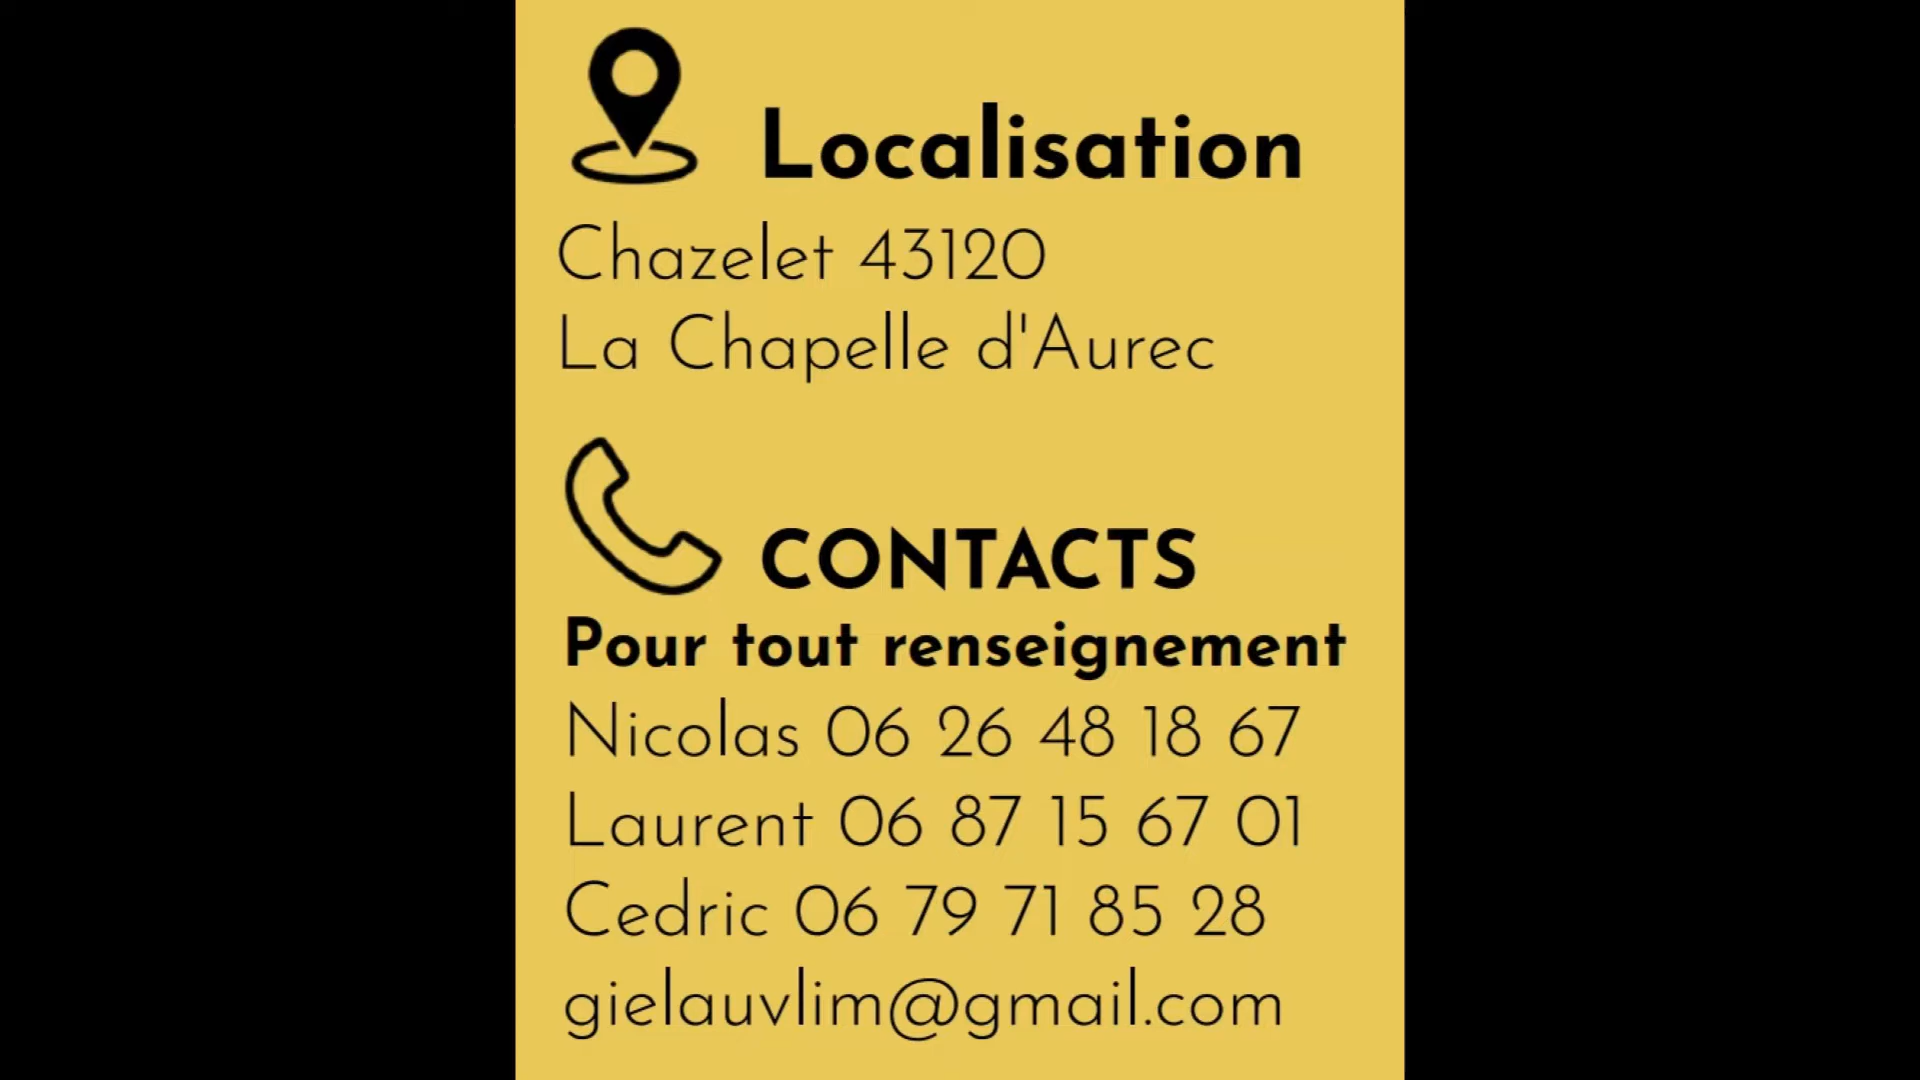 Localisation
Chazelet 43120
La Chapelle d'Aurec
CONTACTS
Pour tout renseignement
Nicolas 06 26 48 18 67
Laurent 06 87 15 67 01
Cedric 06 79 71 85 28
gielauvlim@gmail.com